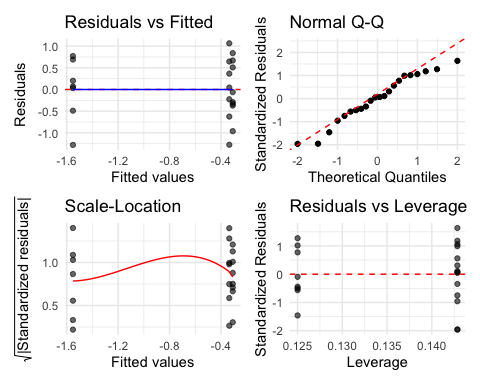 Residuals vs Fitted
Residuals
1.0
0.5
0.0
-0.5
-1.0
-1.6
-1.2
-0.8
-0.4
Fitted values
Normal Q-Q
Standardized Residuals
2
1
0
-1
-2
-2
-1
0
1
2
Theoretical Quantiles
Scale-Location
√|Standardized residuals|
1.0
0.5
-1.6
-1.2
-0.8
-0.4
Fitted values
Residuals vs Leverage
Standardized Residuals
1
0
-1
-2
0.125
0.130
0.135
0.140
Leverage